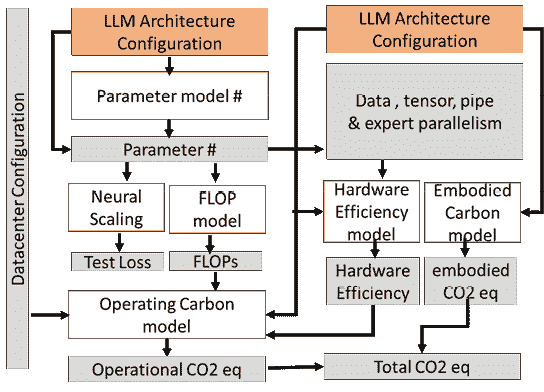 Datacenter Configuration
LLM Architecture
Configuration
Parameter model #
Parameter #
Neural
Scaling
FLOP
model
Test Loss
FLOPs
Operating Carbon
model
Operational CO2 eq
LLM Architecture
Configuration
Data , tensor, pipe
& expert parallelism
Hardware
Efficiency
model
Embodied
Carbon
model
Hardware
Efficiency
embodied
CO2 eq
Total CO2 eq